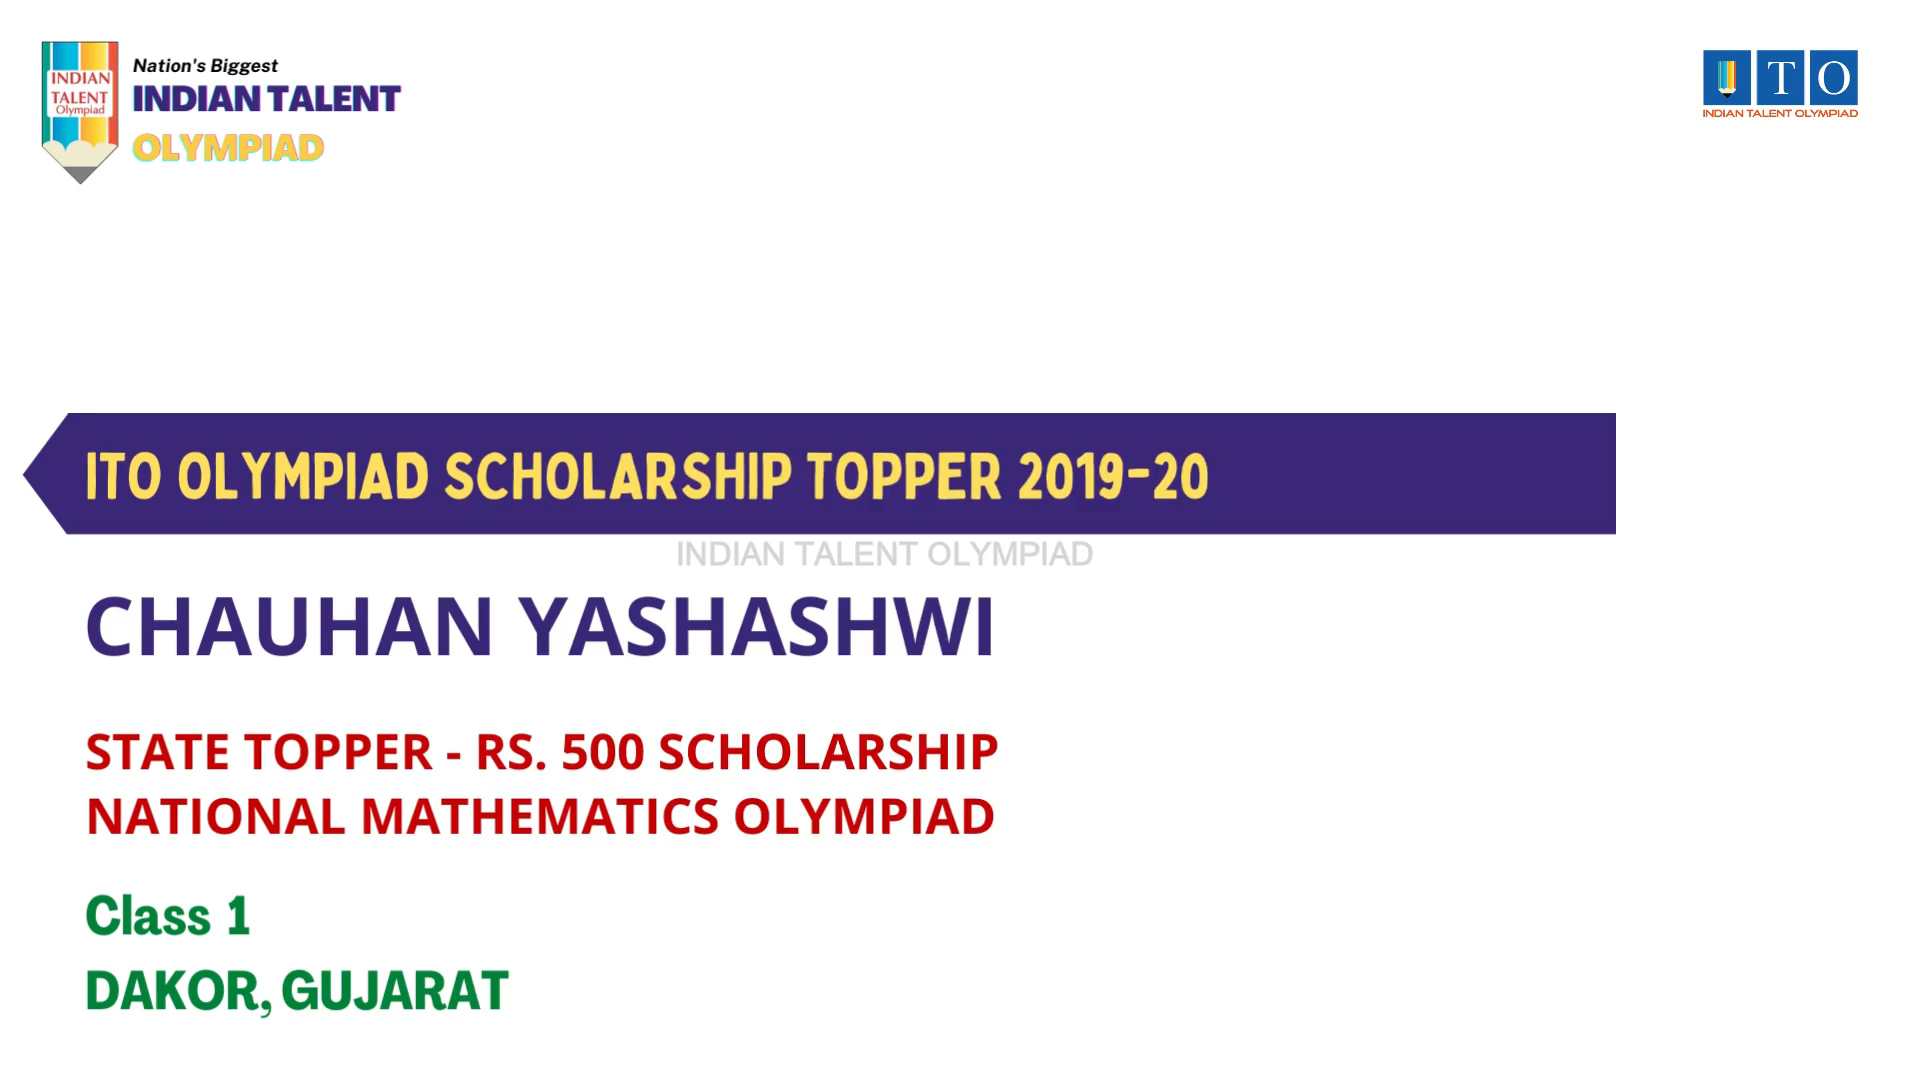 Nation's Biggest
INDIAN TALENT
OLYMPIAD
INDIAN
TALENT
Olympiad
T O
INDIAN TALENT OLYMPIAD
ITO OLYMPIAD SCHOLARSHIP TOPPER 2019-20
INDIAN TALENT OLYMPIAD
CHAUHAN YASHASHWI
STATE TOPPER - RS. 500 SCHOLARSHIP
NATIONAL MATHEMATICS OLYMPIAD
Class 1
DAKOR, GUJARAT